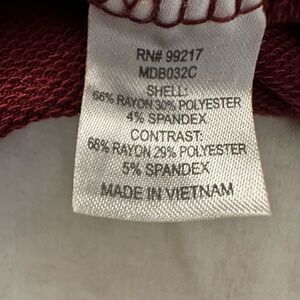 RN# 99217
MDB032C
SHELL:
66% RAYON 30% POLYESTER
4% SPANDEX
CONTRAST:
66% RAYON 29% POLYESTER
5% SPANDEX
MADE IN VIETNAM